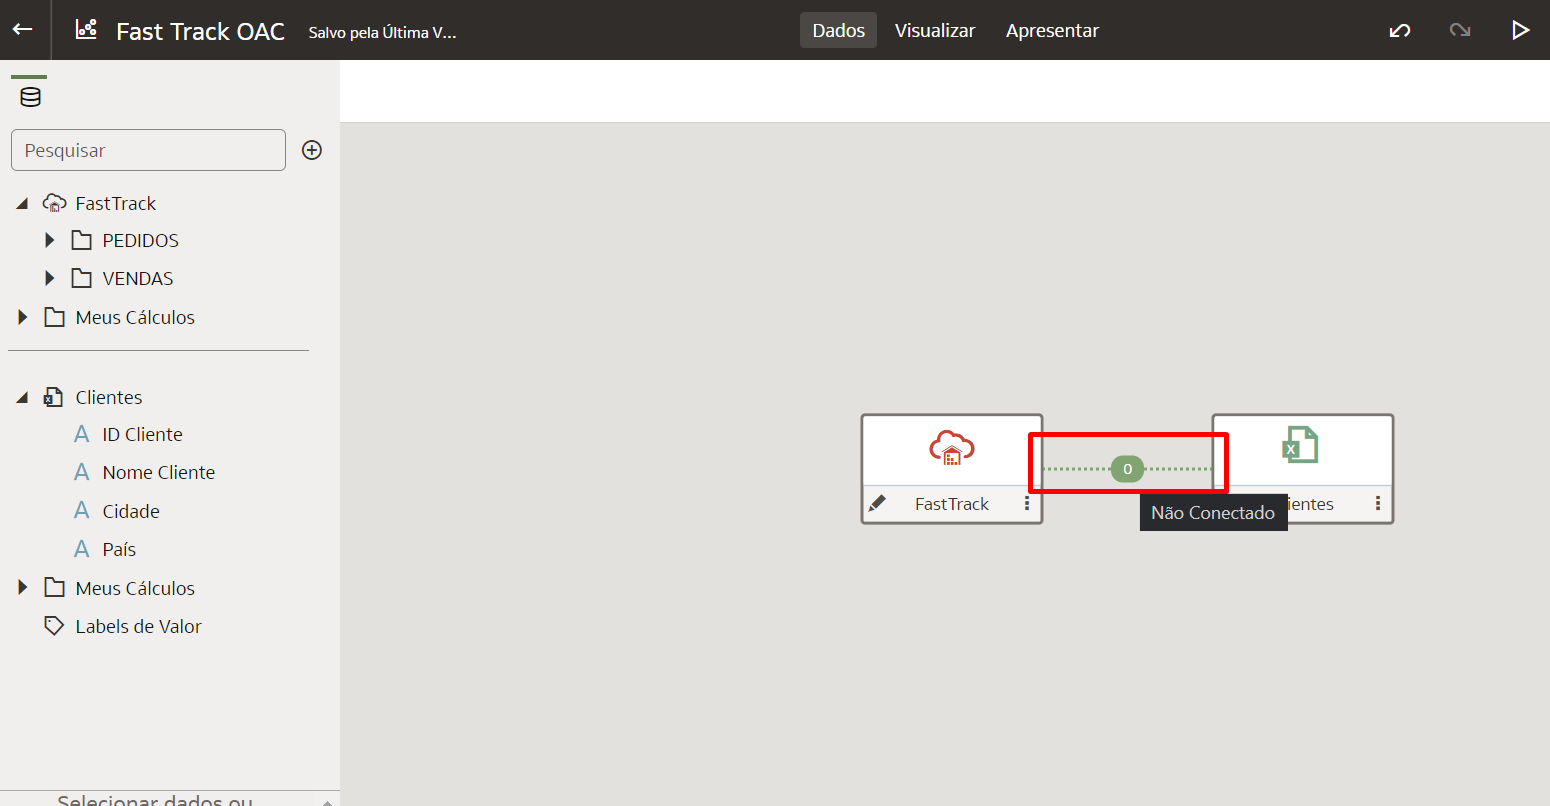 Fast Track OAC
Salvo pela Última V...
Dados
Visualizar
Apresentar
Pesquisar
FastTrack
PEDIDOS
VENDAS
Meus Cálculos
Clientes
A ID Cliente
A Nome Cliente
A Cidade
A País
Meus Cálculos
Labels de Valor
Selecionar dados ou
0
X
FastTrack
ientes
Não Conectado